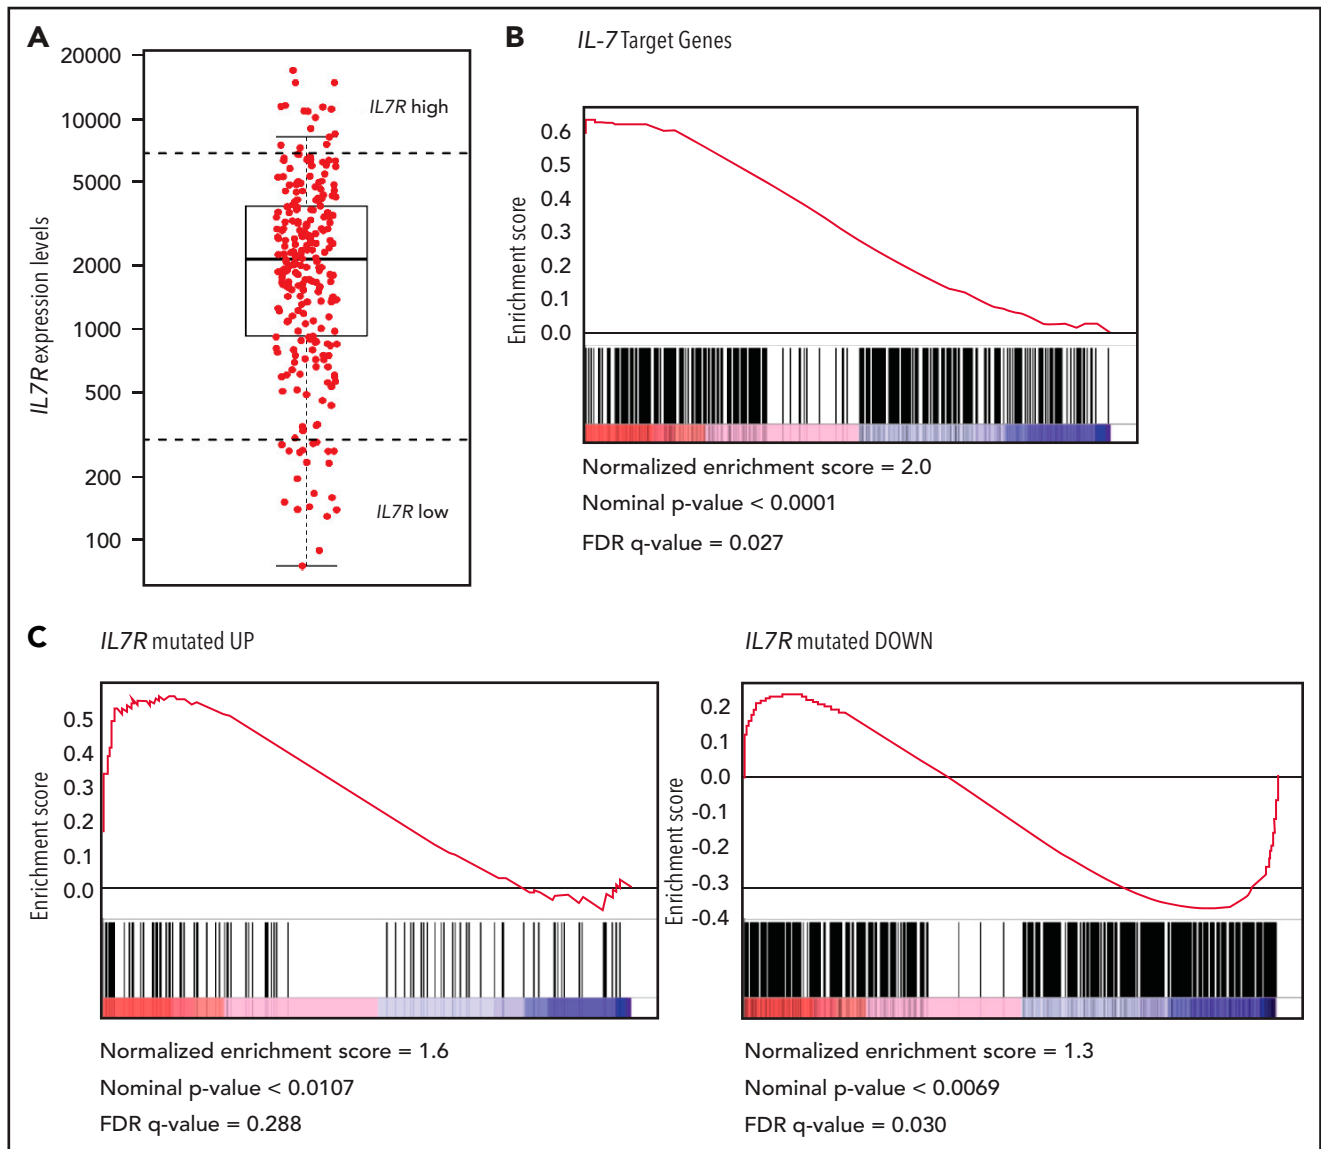 A
IL7R expression levels
20000
10000
5000
2000
1000
500
200
100
IL7R high
IL7R low
B
IL-7 Target Genes
Enrichment score
0.6
0.5
0.4
0.3
0.2
0.1
0.0
Normalized enrichment score = 2.0
Nominal p-value < 0.0001
FDR q-value = 0.027
C
IL7R mutated UP
Enrichment score
0.5
0.4
0.3
0.2
0.1
0.0
Normalized enrichment score = 1.6
Nominal p-value < 0.0107
FDR q-value = 0.288
IL7R mutated DOWN
Enrichment score
0.2
0.1
0.0
-0.1
-0.2
-0.3
-0.4
Normalized enrichment score = 1.3
Nominal p-value < 0.0069
FDR q-value = 0.030